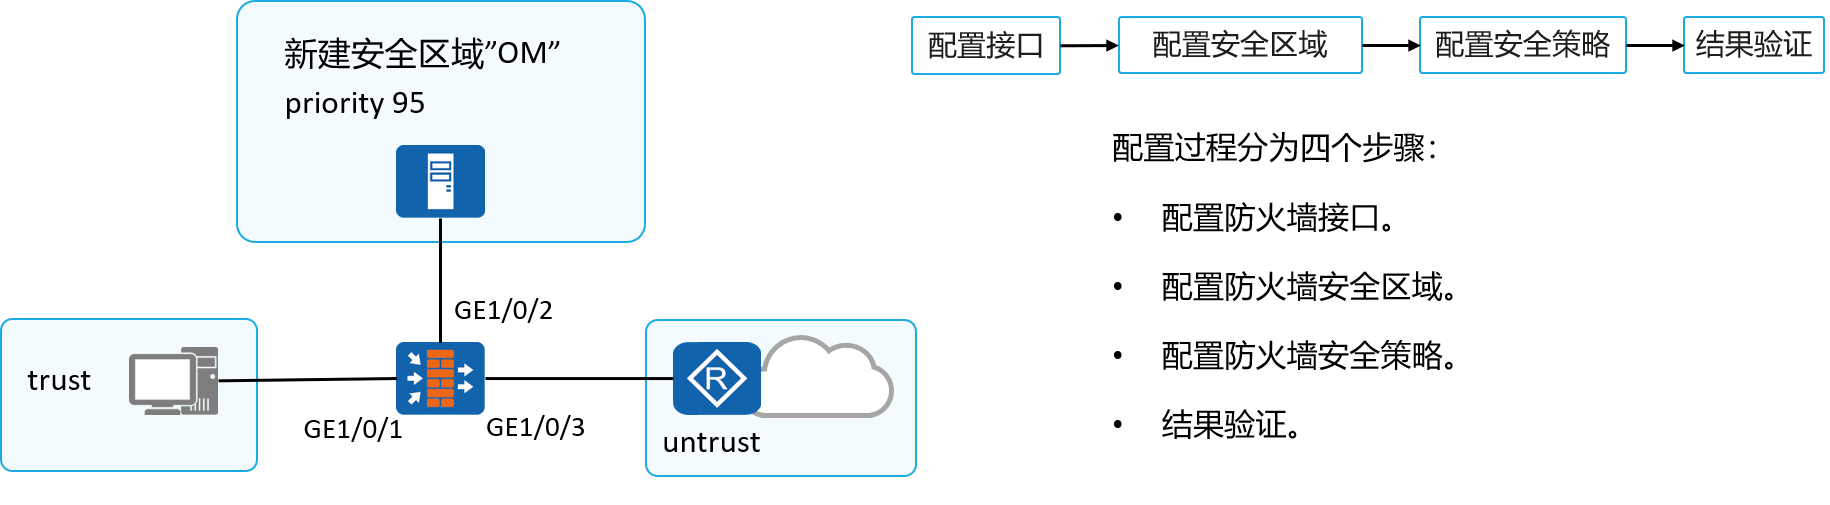 新建安全区域”OM”
priority 95
GE1/0/2
trust
GE1/0/1
GE1/0/3
R
untrust
配置接口
配置安全区域
配置安全策略
结果验证
配置过程分为四个步骤：
• 配置防火墙接口。
• 配置防火墙安全区域。
• 配置防火墙安全策略。
• 结果验证。